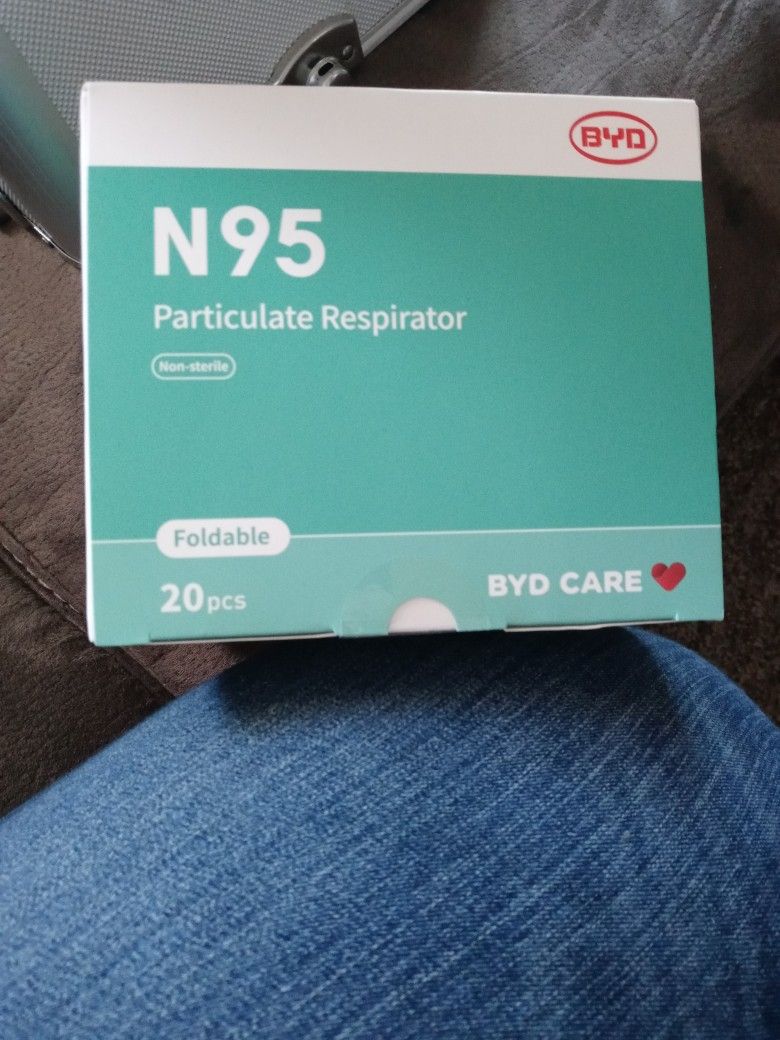 BYD
N95
Particulate Respirator
Non-sterile
Foldable
20pcs
BYD CARE